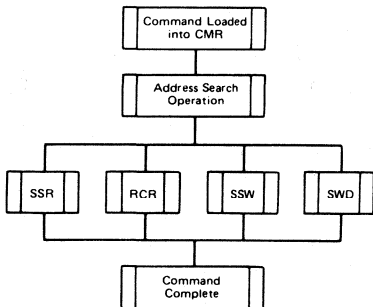 Command Loaded
into CMR
Address Search
Operation
SSR
RCR
SSW
SWD
Command
Complete